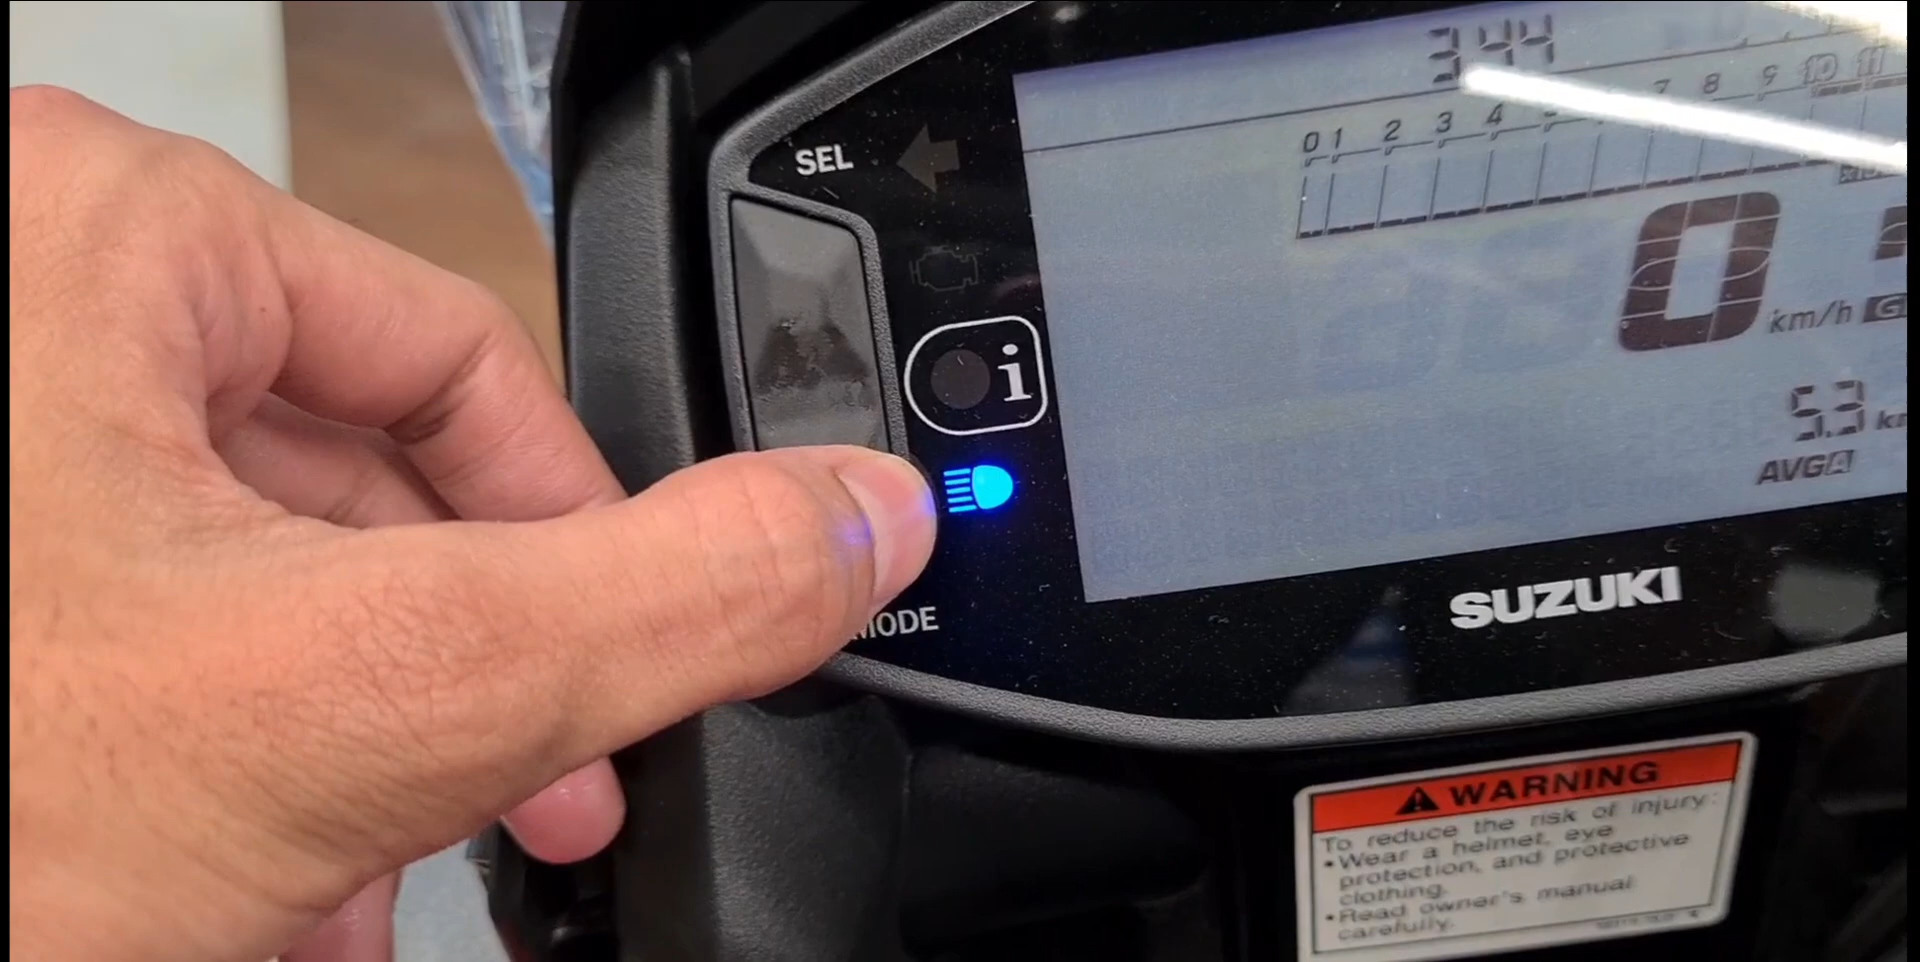 344
SEL
0 1 2 3 4 7 8 9 10 11
0
km/h G
i
5.3 km
AVG A
MODE
SUZUKI
WARNING
To reduce the risk of injury:
•Wear a helmet, eye
protection, and protective
clothing.
•Read owner's manual
carefully.